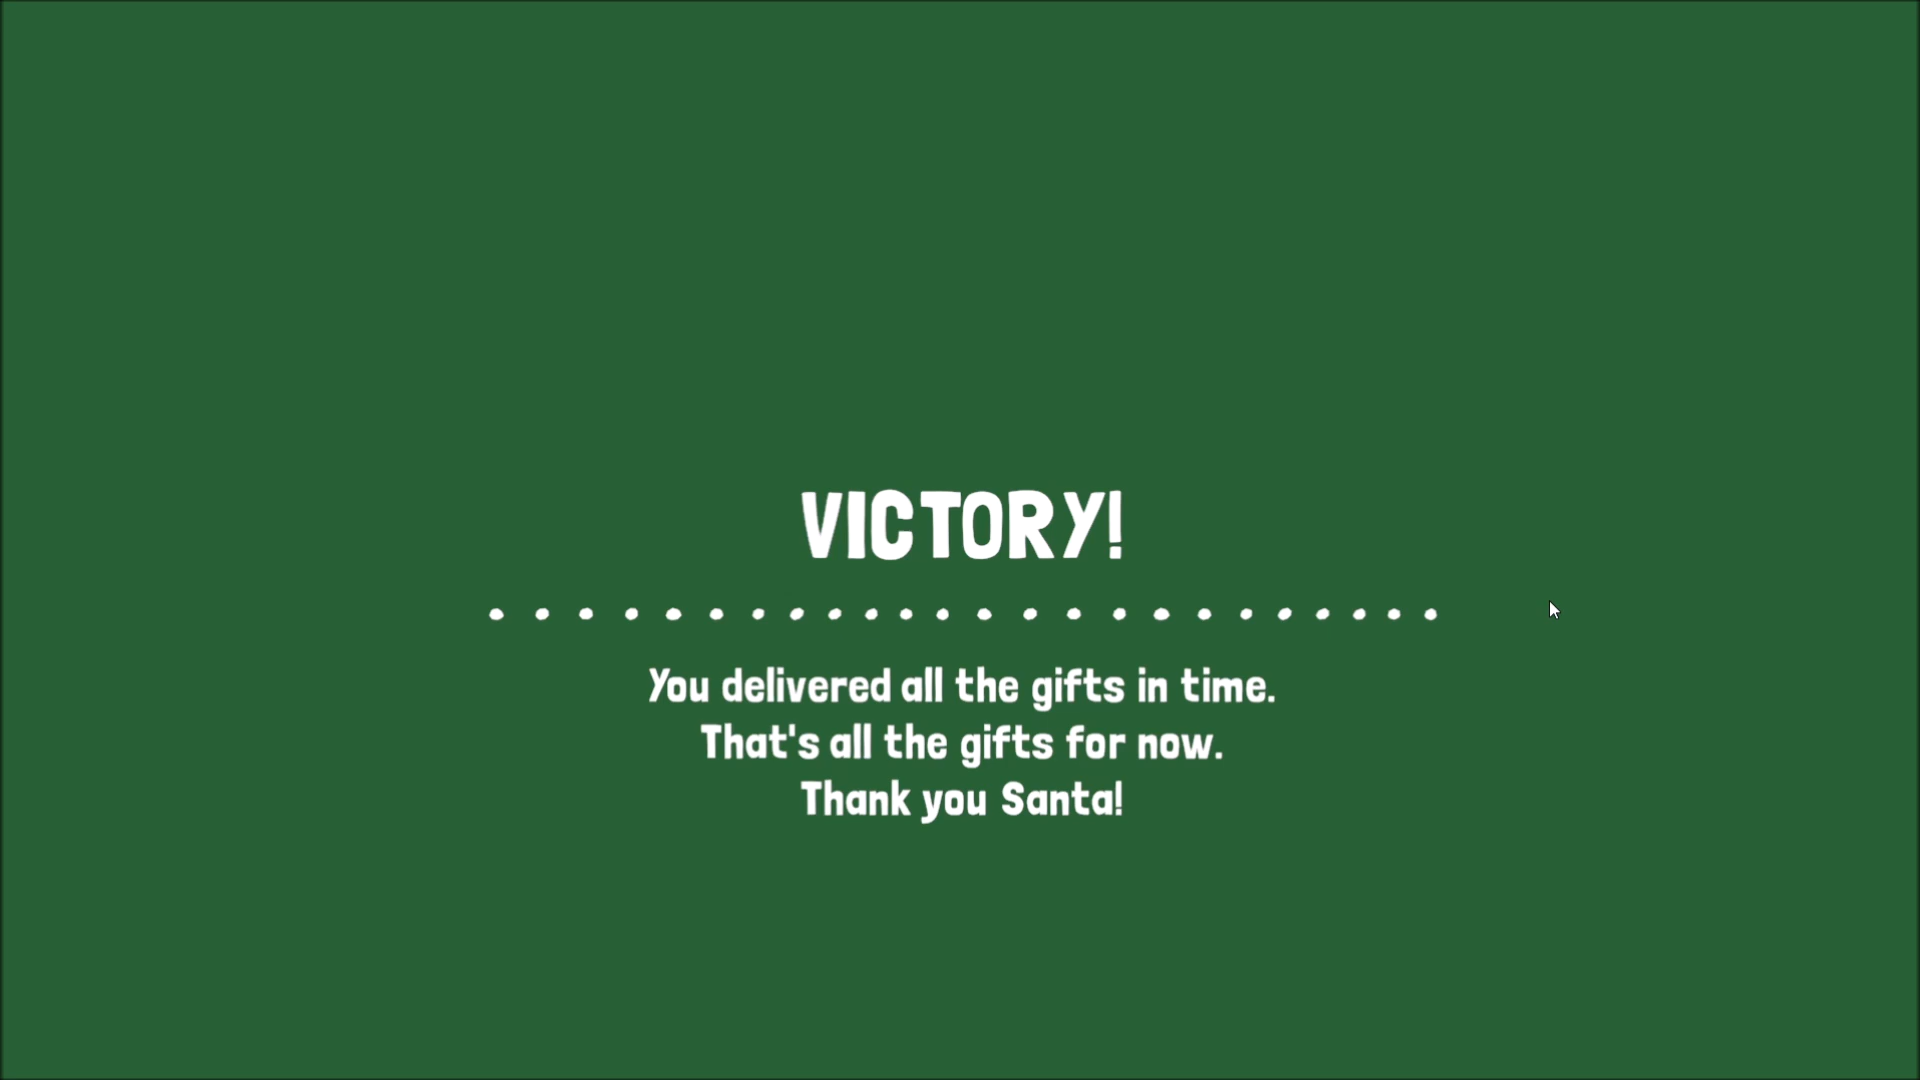 VICTORY!
You delivered all the gifts in time.
That's all the gifts for now.
Thank you Santa!